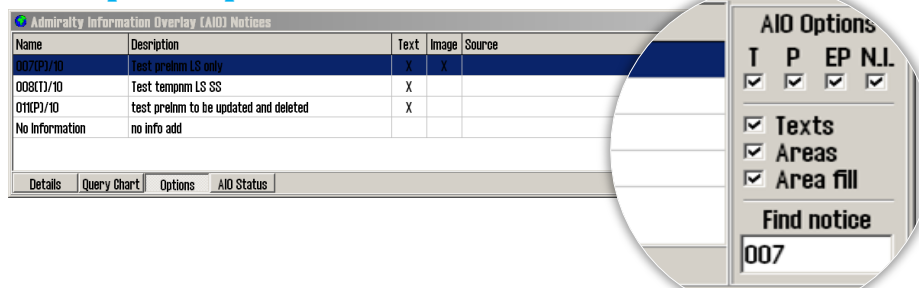 Admiralty Information Overlay (AIO) Notices
Name Desription Text Image Source
007(P)/10 Test prelnm LS only X X
008(T)/10 Test tempnm LS SS X
011(P)/10 test prelnm to be updated and deleted X
No Information no info add
Details Query Chart Options AIO Status
AIO Options
T P EP N.I.
Texts
Areas
Area fill
Find notice
007